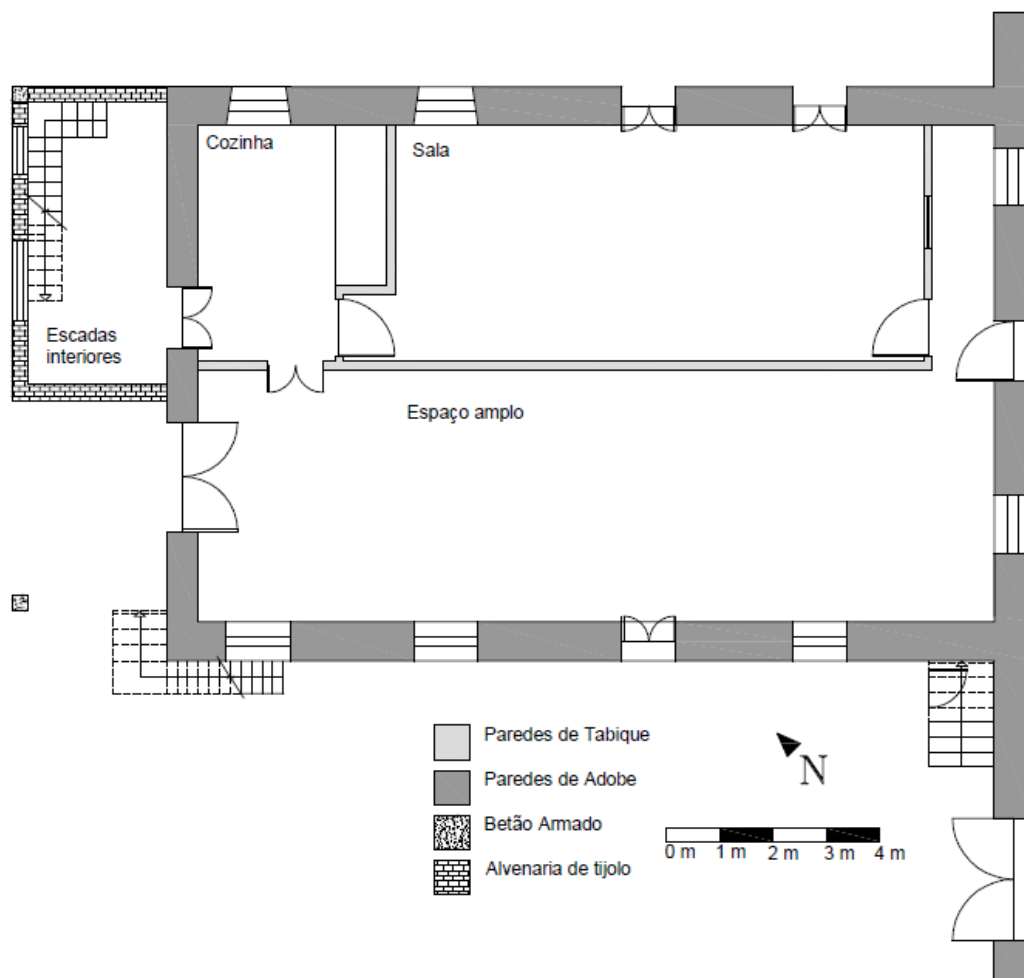 Cozinha
Sala
Escadas
interiores
Espaço amplo
Paredes de Tabique
Paredes de Adobe
Betão Armado
Alvenaria de tijolo
N
0 m 1 m 2 m 3 m 4 m